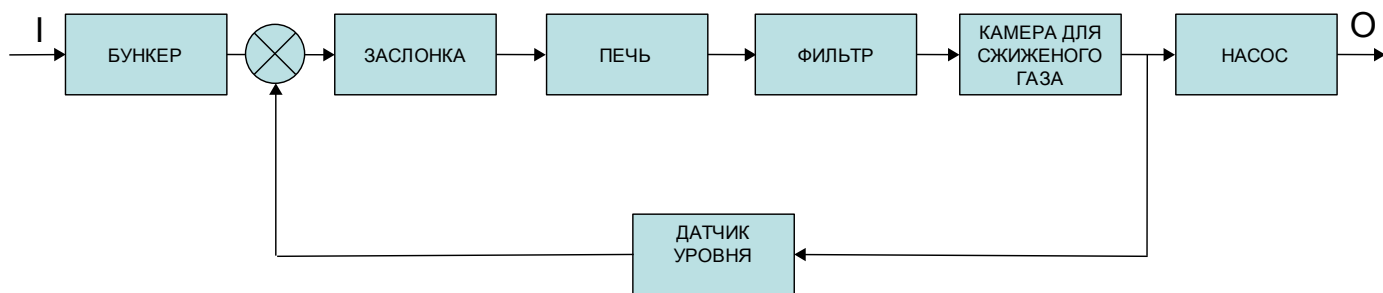 I
БУНКЕР
ЗАСЛОНКА
ПЕЧЬ
ФИЛЬТР
КАМЕРА ДЛЯ
СЖИЖЕНОГО
ГАЗА
НАСОС
O
ДАТЧИК
УРОВНЯ